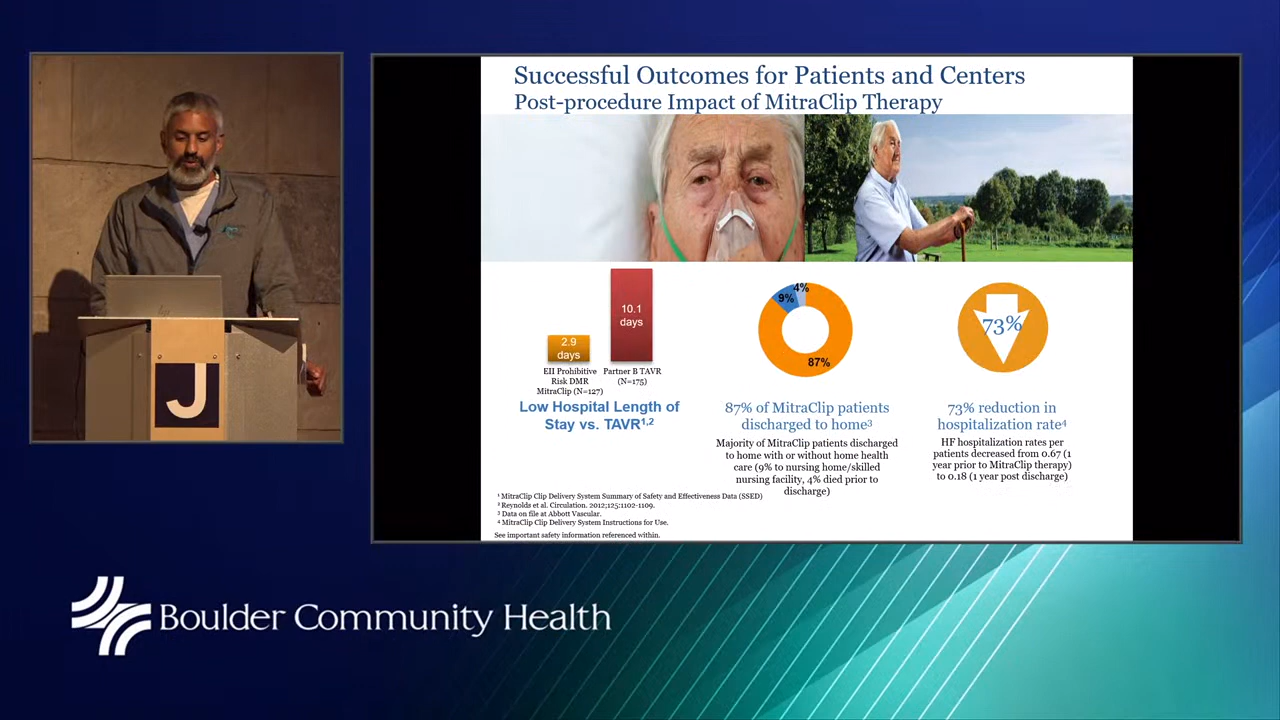 Successful Outcomes for Patients and Centers
Post-procedure Impact of MitraClip Therapy
2.9
days
10.1
days
EII Prohibitive
Risk DMR
MitraClip (N=127)
Partner B TAVR
(N=175)
Low Hospital Length of
Stay vs. TAVR1,2
9%
4%
87%
87% of MitraClip patients
discharged to home3
Majority of MitraClip patients discharged
to home with or without home health
care (9% to nursing home/skilled
nursing facility, 4% died prior to
discharge)
73%
73% reduction in
hospitalization rate4
HF hospitalization rates per
patients decreased from 0.67 (1
year prior to MitraClip therapy)
to 0.18 (1 year post discharge)
1 MitraClip Clip Delivery System Summary of Safety and Effectiveness Data (SSED)
2 Reynolds et al. Circulation. 2012;125:1102-1109.
3 Data on file at Abbott Vascular.
4 MitraClip Clip Delivery System Instructions for Use.
See important safety information referenced within.
J
Boulder Community Health